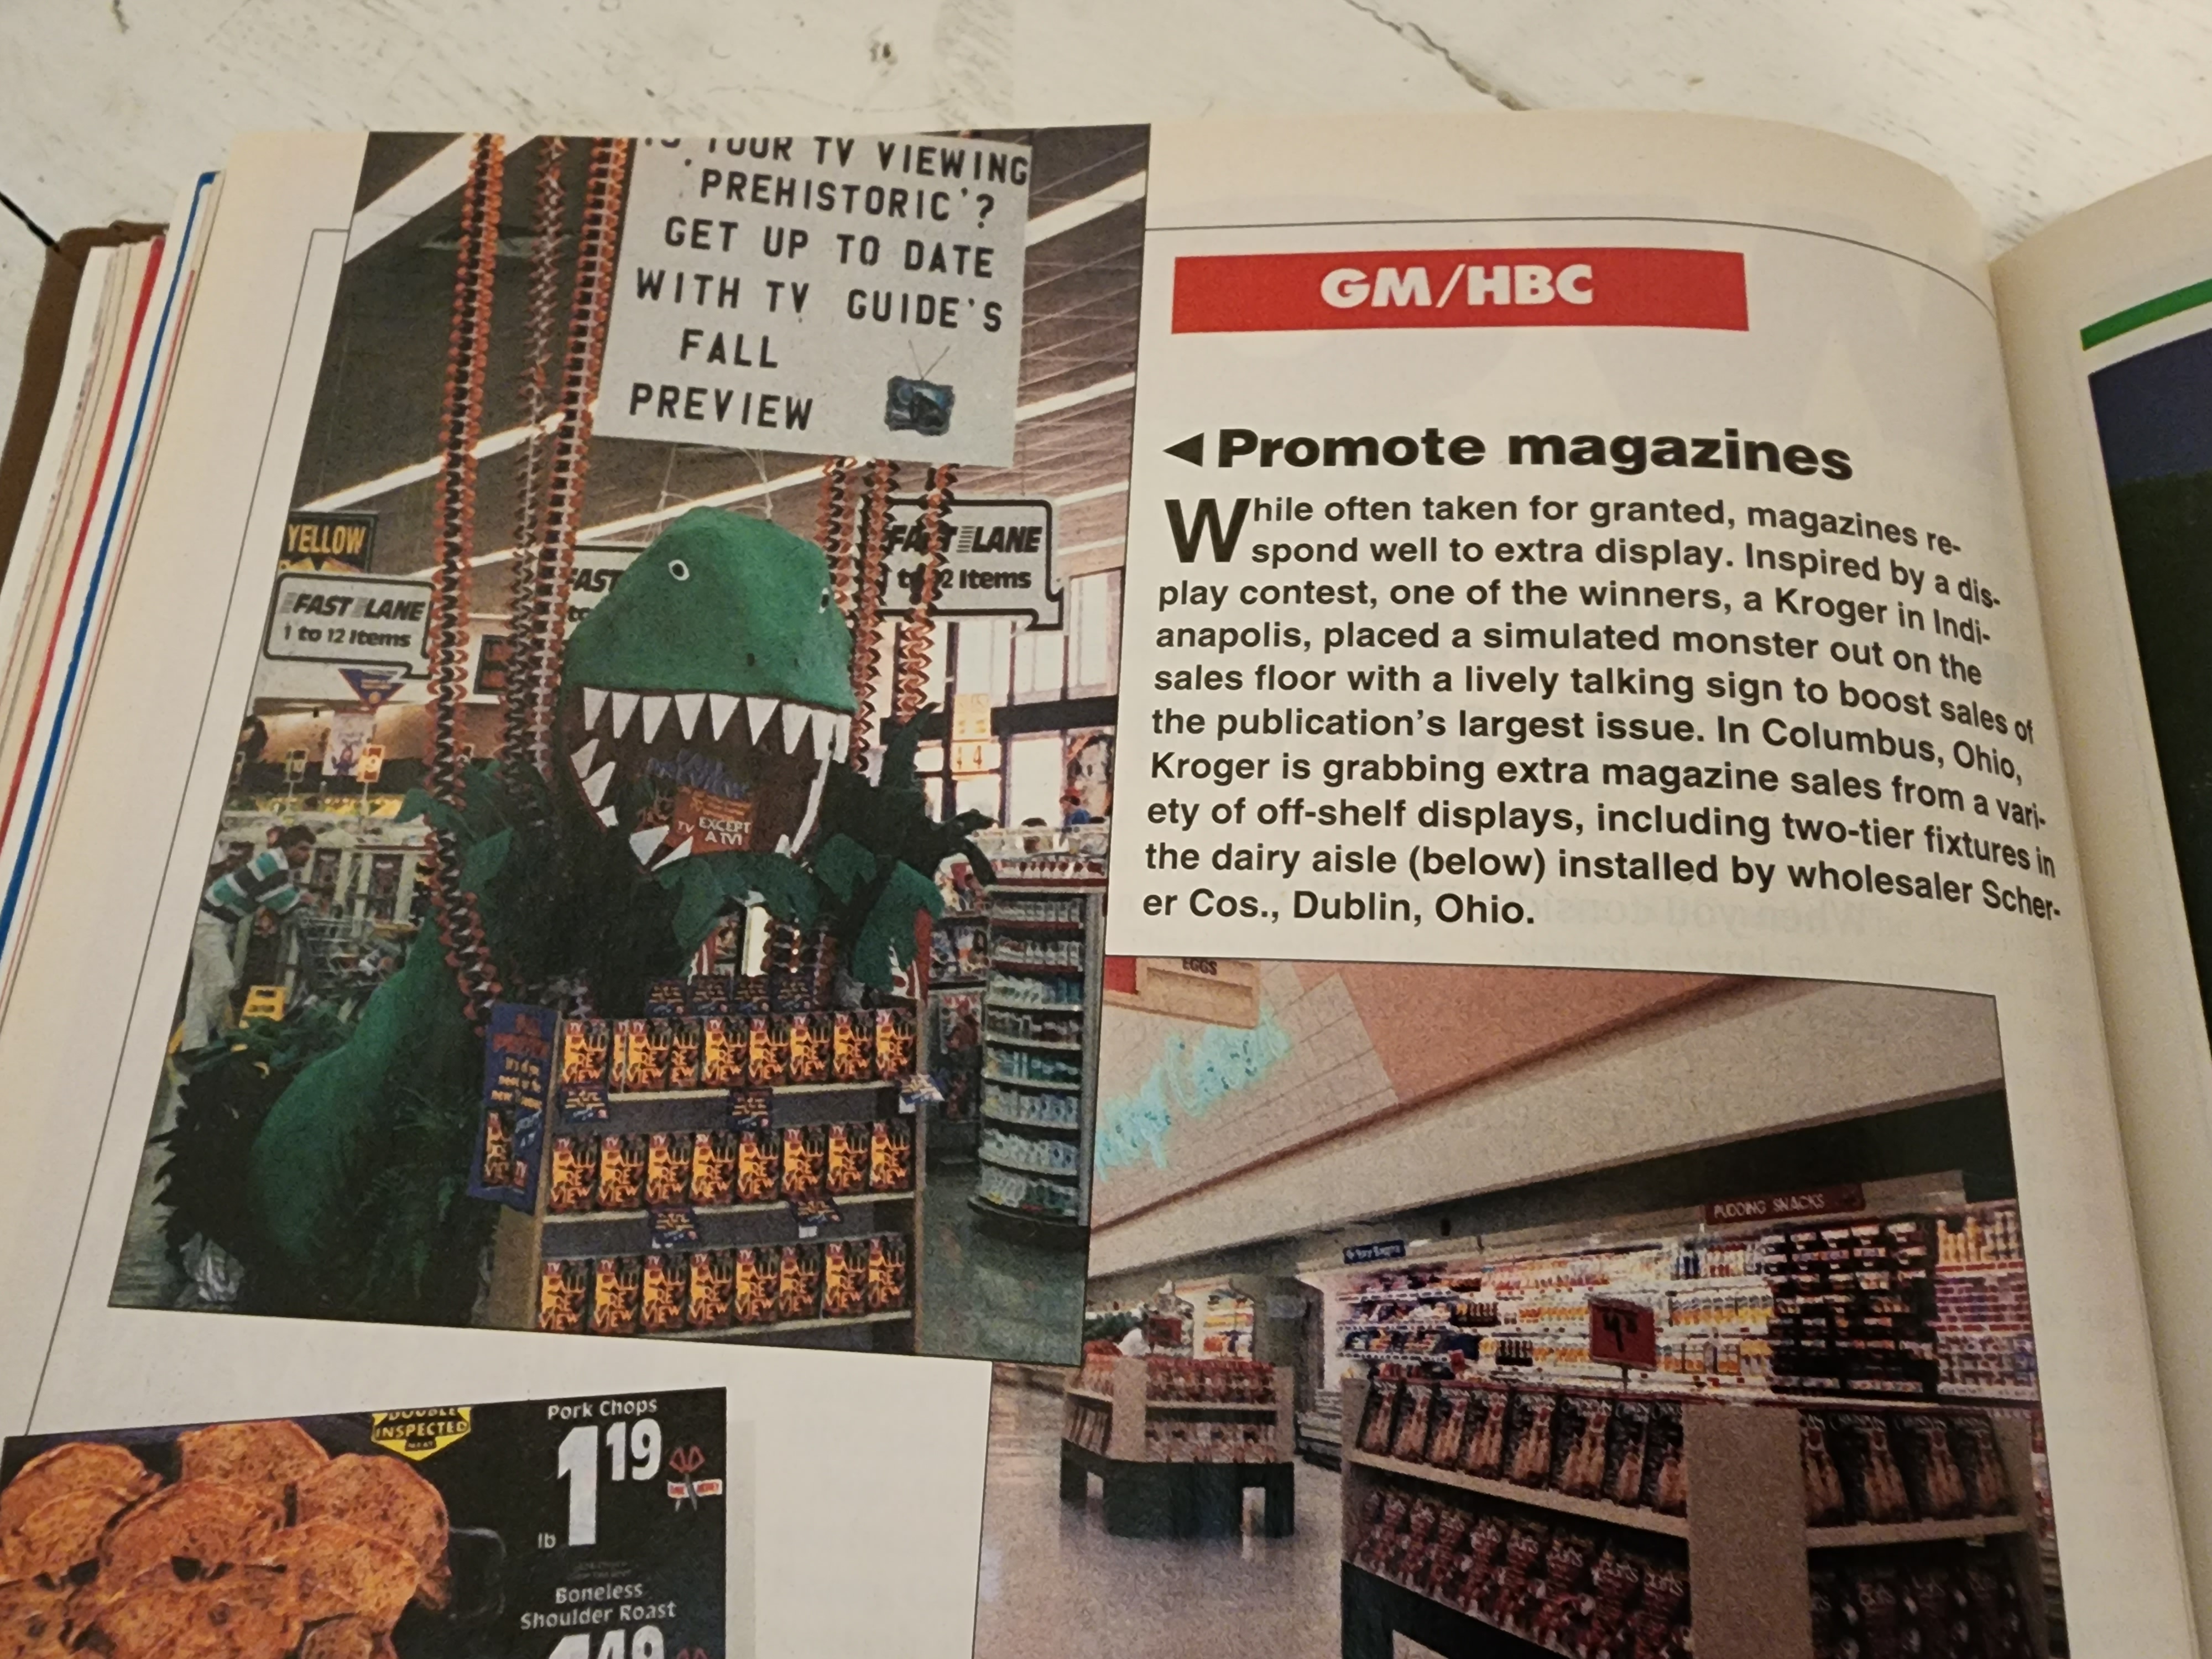 YOUR TV VIEWING
'PREHISTORIC'?
GET UP TO DATE
WITH TV GUIDE'S
FALL
PREVIEW
YELLOW
FAST LANE
1 to 12 Items
FAST
FAST LANE
1 to 12 Items
EXCEPT
A TV!
GM/HBC
Promote magazines
While often taken for granted, magazines re-
spond well to extra display. Inspired by a dis-
play contest, one of the winners, a Kroger in Indi-
anapolis, placed a simulated monster out on the
sales floor with a lively talking sign to boost sales of
the publication's largest issue. In Columbus, Ohio,
Kroger is grabbing extra magazine sales from a vari-
ety of off-shelf displays, including two-tier fixtures in
the dairy aisle (below) installed by wholesaler Scher-
er Cos., Dublin, Ohio.
EGGS
PUDDING SNACKS
DOUBLE
INSPECTED
MEAT
Pork Chops
1 19
lb
Boneless
Shoulder Roast